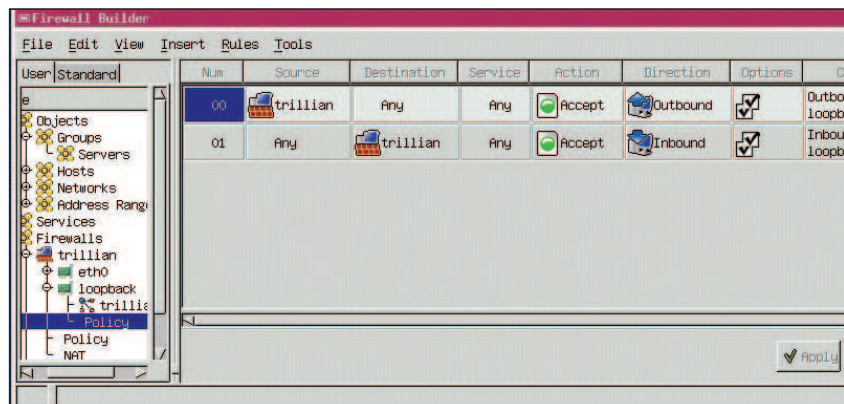 Firewall Builder
File Edit View Insert Rules Tools
User Standard
Num Source Destination Service Action Direction Options
e
Objects
Groups
Servers
Hosts
Networks
Address Rang
Services
Firewalls
trillian
eth0
loopback
trillia
Policy
Policy
NAT
00 trillian Any Any Accept Outbound Outbo
loopb
01 Any trillian Any Accept Inbound Inbou
loopb
Apply